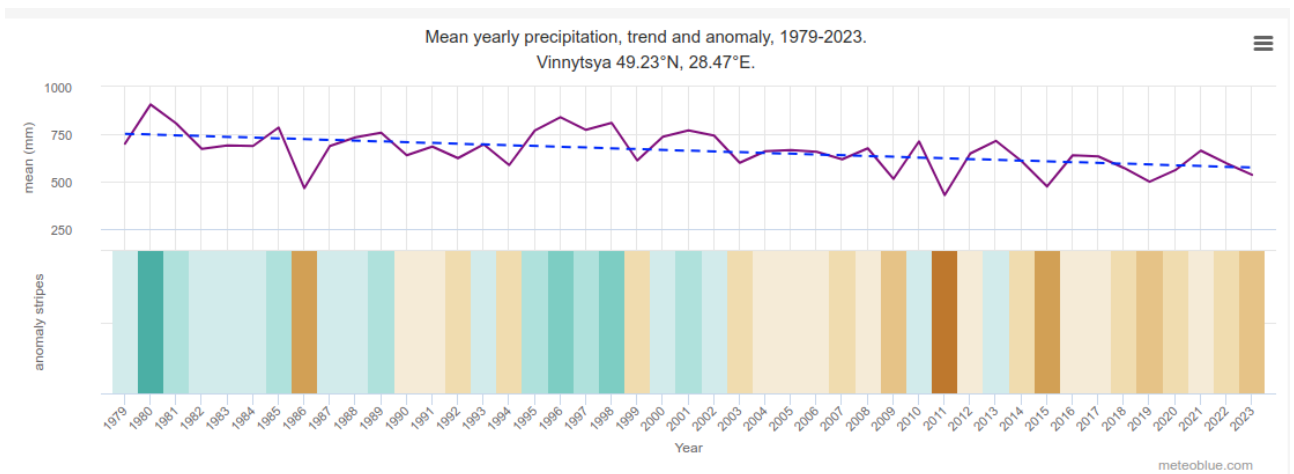 Mean yearly precipitation, trend and anomaly, 1979-2023.
Vinnytsya 49.23°N, 28.47°E.
1000
750
500
250
mean (mm)
anomaly stripes
1979 1980 1981 1982 1983 1984 1985 1986 1987 1988 1989 1990 1991 1992 1993 1994 1995 1996 1997 1998 1999 2000 2001 2002 2003 2004 2005 2006 2007 2008 2009 2010 2011 2012 2013 2014 2015 2016 2017 2018 2019 2020 2021 2022 2023
Year
meteoblue.com